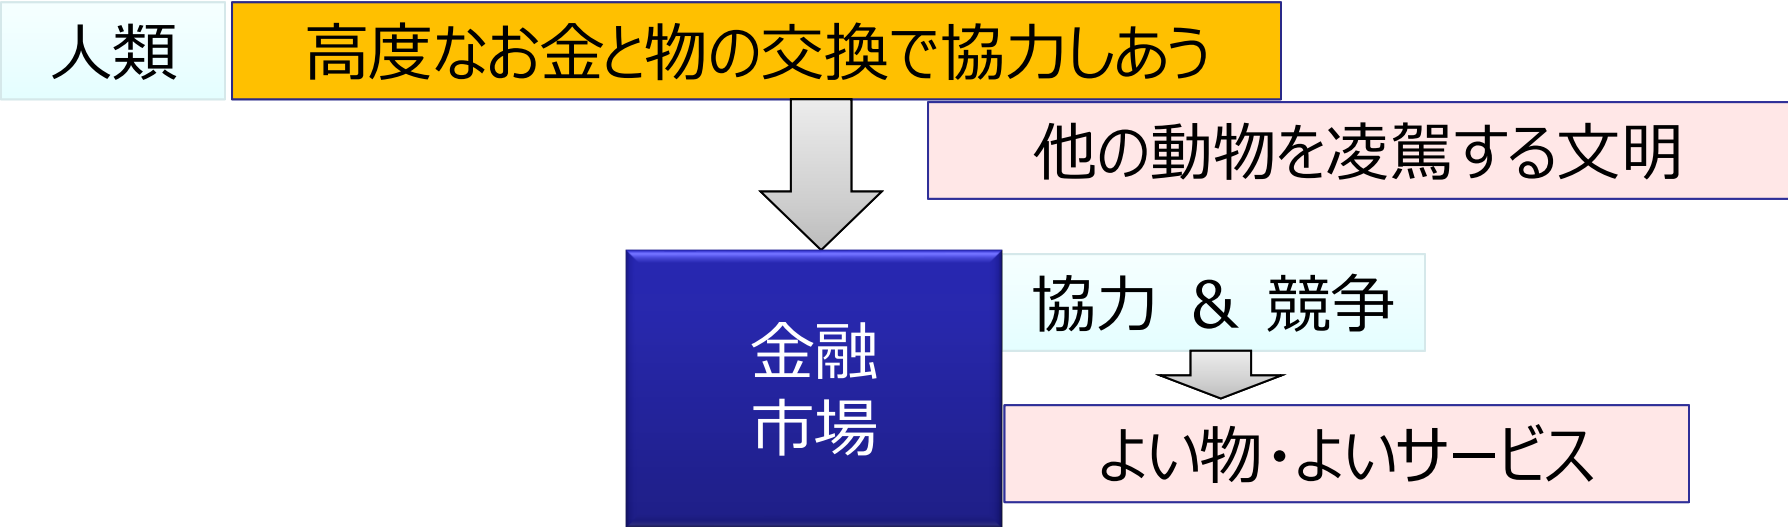 人類
高度なお金と物の交換で協力しあう
他の動物を凌駕する文明
協力 & 競争
金融
市場
よい物・よいサービス